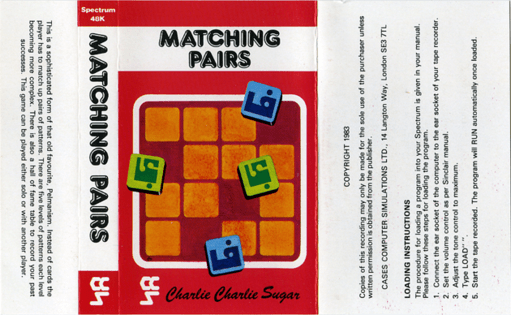 This is a sophisticated form of that old favourite, Pelmanism. Instead of cards the
player has to match up pairs of patterns. There are five levels of patterns each level
becoming more complex. There is also a hall of fame table to record your past
successes. This game can be played either solo or with another player.
Spectrum
48K
MATCHING PAIRS
MATCHING
PAIRS
Charlie Charlie Sugar
COPYRIGHT 1983
Copies of this recording may only be made for the sole use of the purchaser unless
written permission is obtained from the publisher.
CASES COMPUTER SIMULATIONS LTD., 14 Langton Way, London SE3 7TL
LOADING INSTRUCTIONS
The procedure for loading a program into your Spectrum is given in your manual.
Please follow these steps for loading the program.
1. Connect the ear socket of the computer to the ear socket of your tape recorder.
2. Set the volume control as per Sinclair manual.
3. Adjust the tone control to maximum.
4. Type LOAD" ".
5. Start the tape recorded. The program will RUN automatically once loaded.